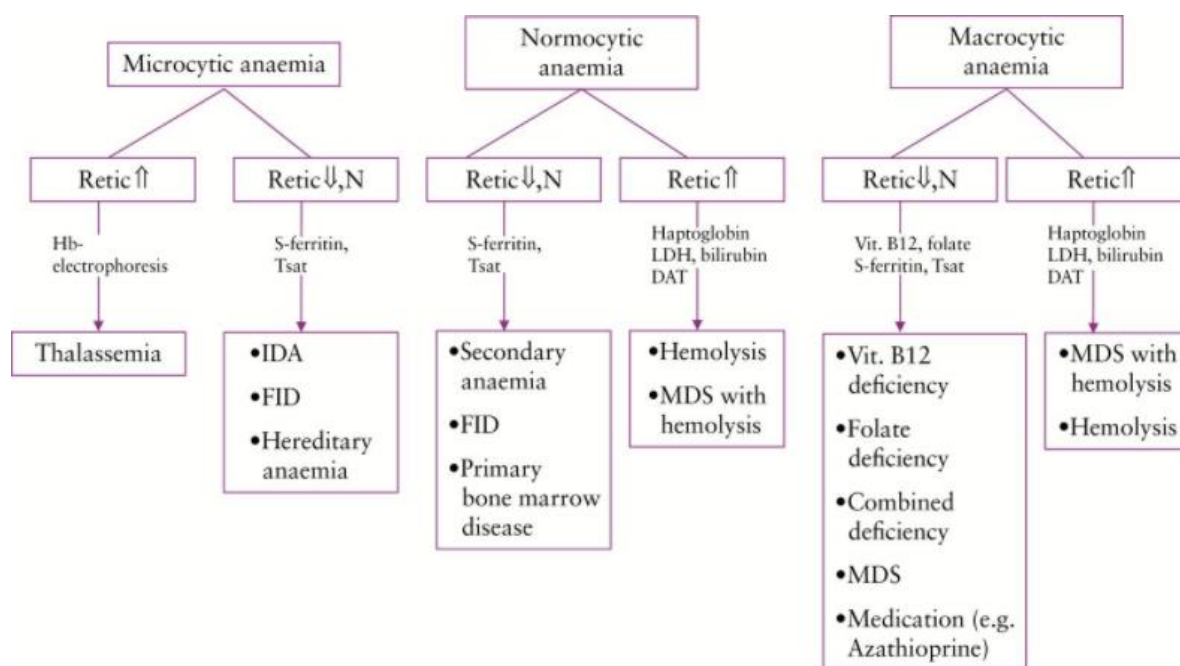 Microcytic anaemia
Normocytic
anaemia
Macrocytic
anaemia
Retic⇑
Retic⇓,N
Retic⇓,N
Retic⇑
Retic⇓,N
Retic⇑
Hb-
electrophoresis
S-ferritin,
Tsat
S-ferritin,
Tsat
Haptoglobin
LDH, bilirubin
DAT
Vit. B12, folate
S-ferritin, Tsat
Haptoglobin
LDH, bilirubin
DAT
Thalassemia
•IDA
•FID
•Hereditary
anaemia
•Secondary
anaemia
•FID
•Primary
bone marrow
disease
•Hemolysis
•MDS with
hemolysis
•Vit. B12
deficiency
•Folate
deficiency
•Combined
deficiency
•MDS
•Medication (e.g.
Azathioprine)
•MDS with
hemolysis
•Hemolysis